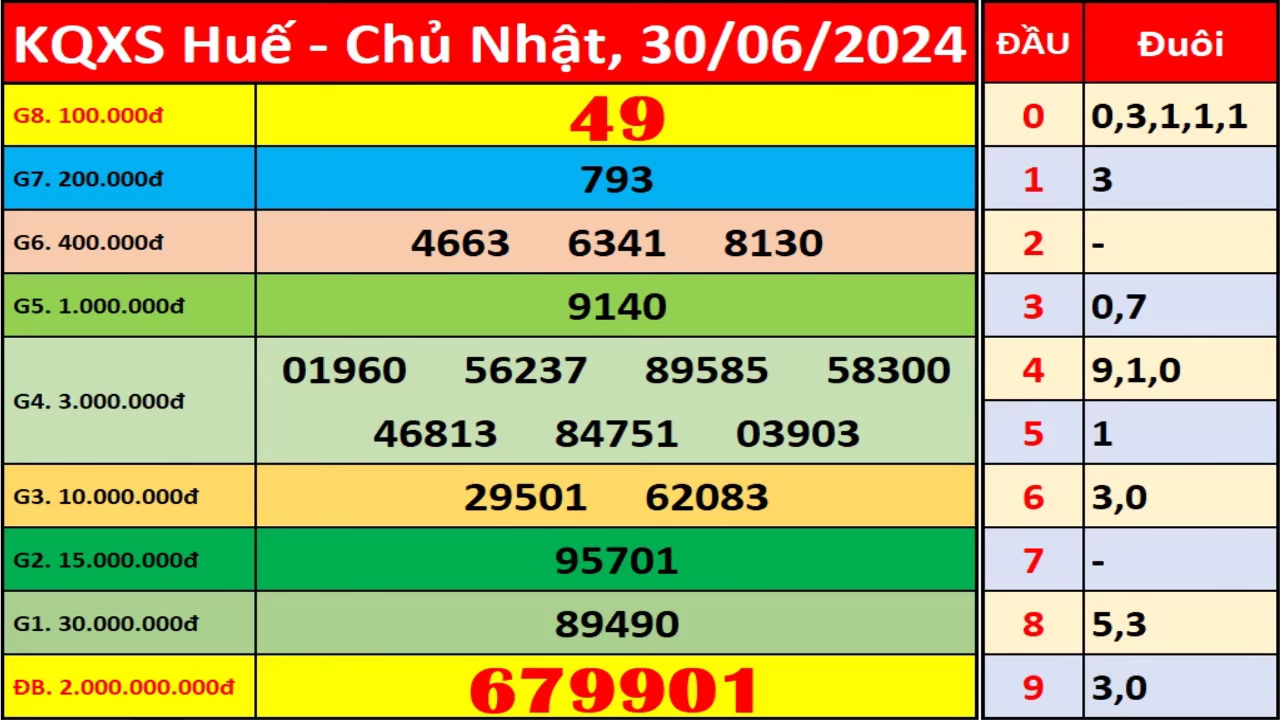 KQXS Huế - Chủ Nhật, 30/06/2024 ĐẦU Đuôi
G8. 100.000đ 49 0 0,3,1,1,1
G7. 200.000đ 793 1 3
G6. 400.000đ 4663 6341 8130 2 -
G5. 1.000.000đ 9140 3 0,7
G4. 3.000.000đ 01960 56237 89585 58300 4 9,1,0
46813 84751 03903 5 1
G3. 10.000.000đ 29501 62083 6 3,0
G2. 15.000.000đ 95701 7 -
G1. 30.000.000đ 89490 8 5,3
ĐB. 2.000.000.000đ 679901 9 3,0